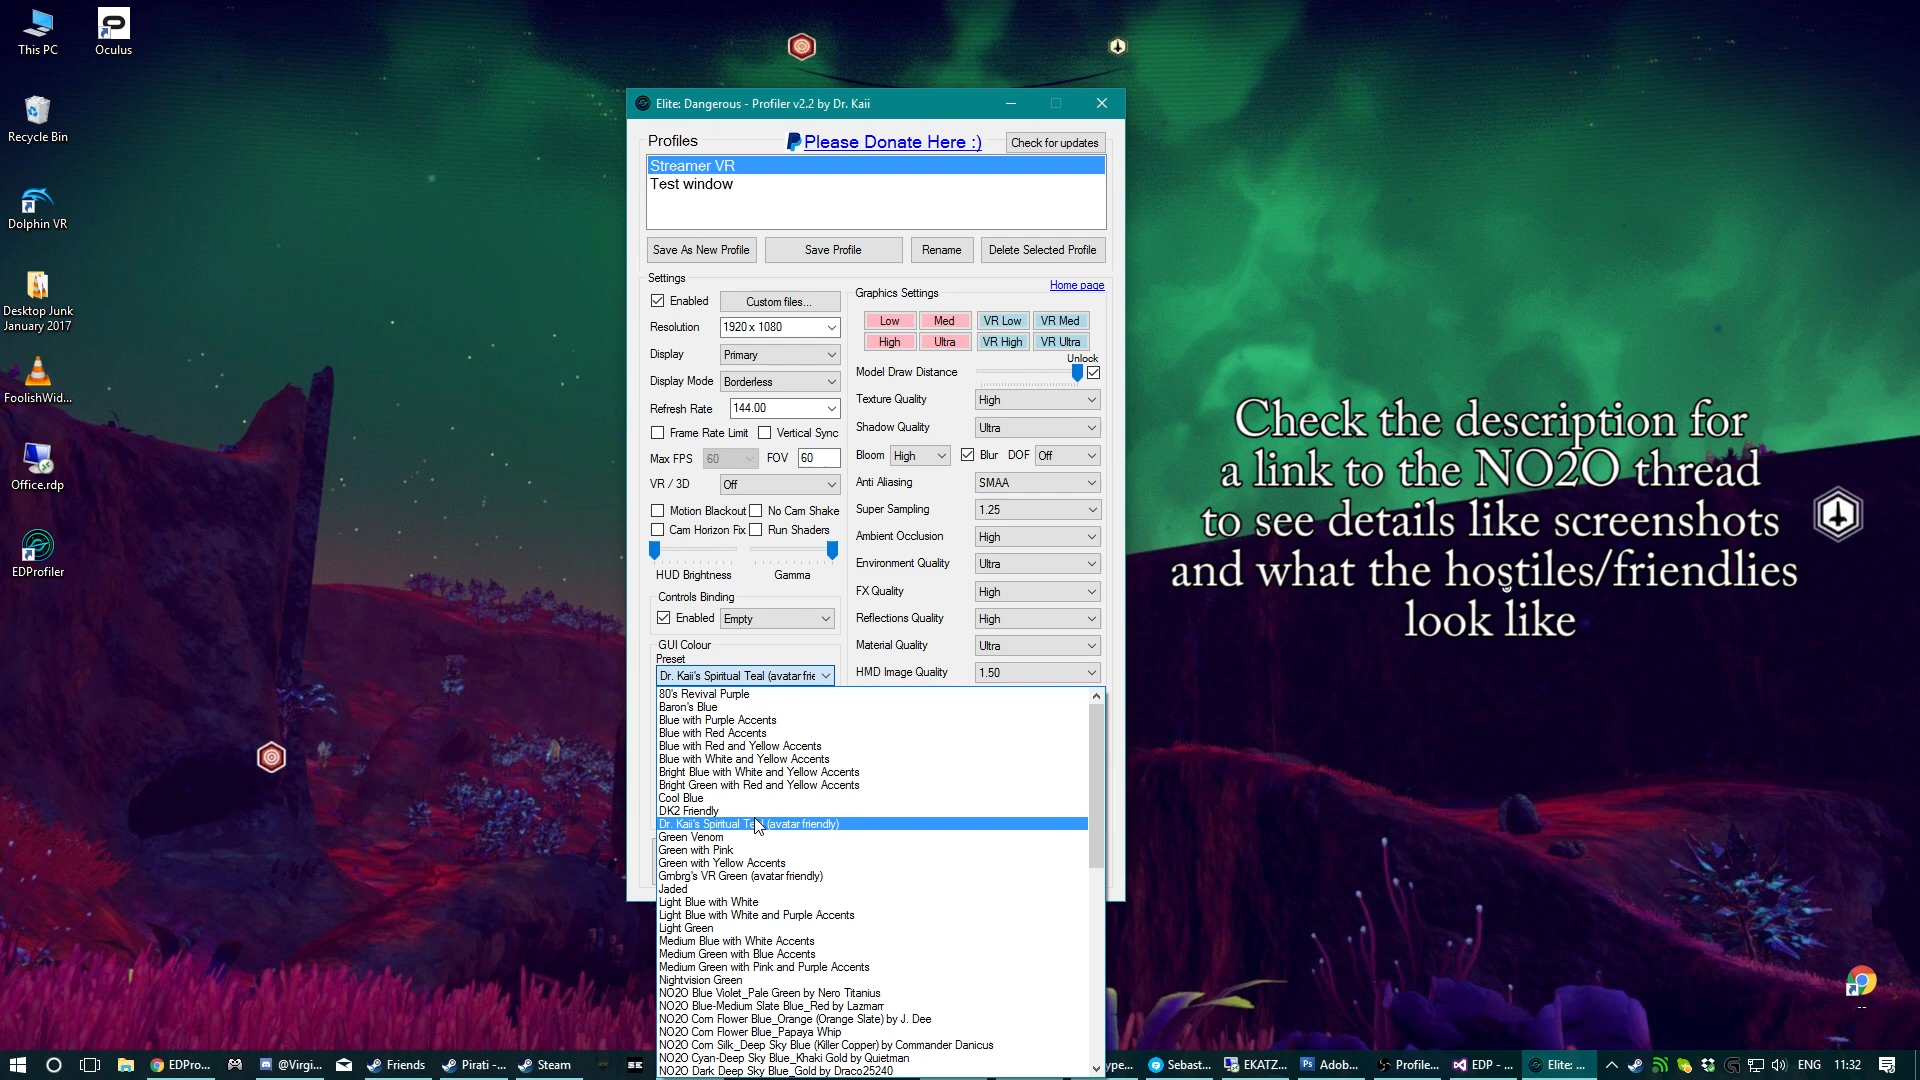 This PC
Oculus
Recycle Bin
Dolphin VR
Desktop Junk
January 2017
FoolishWid...
Office.rdp
EDProfiler
Elite: Dangerous - Profiler v2.2 by Dr. Kaii
Profiles
Please Donate Here :)
Check for updates
Streamer VR
Test window
Save As New Profile
Save Profile
Rename
Delete Selected Profile
Settings
Home page
Enabled
Custom files...
Resolution
1920 x 1080
Display
Primary
Display Mode
Borderless
Refresh Rate
144.00
Frame Rate Limit
Vertical Sync
Max FPS
60
FOV
60
VR / 3D
Off
Motion Blackout
No Cam Shake
Cam Horizon Fix
Run Shaders
HUD Brightness
Gamma
Controls Binding
Enabled
Empty
GUI Colour
Preset
Dr. Kaii's Spiritual Teal (avatar frie
Graphics Settings
Low
Med
VR Low
VR Med
High
Ultra
VR High
VR Ultra
Unlock
Model Draw Distance
Texture Quality
High
Shadow Quality
Ultra
Bloom
High
Blur
DOF
Off
Anti Aliasing
SMAA
Super Sampling
1.25
Ambient Occlusion
High
Environment Quality
Ultra
FX Quality
High
Reflections Quality
High
Material Quality
Ultra
HMD Image Quality
1.50
80's Revival Purple
Baron's Blue
Blue with Purple Accents
Blue with Red Accents
Blue with Red and Yellow Accents
Blue with White and Yellow Accents
Bright Blue with White and Yellow Accents
Bright Green with Red and Yellow Accents
Cool Blue
DK2 Friendly
Dr. Kaii's Spiritual Teal (avatar friendly)
Green Venom
Green with Pink
Green with Yellow Accents
Gmbrg's VR Green (avatar friendly)
Jaded
Light Blue with White
Light Blue with White and Purple Accents
Light Green
Medium Blue with White Accents
Medium Green with Blue Accents
Medium Green with Pink and Purple Accents
Nightvision Green
NO2O Blue Violet_Pale Green by Nero Titanius
NO2O Blue-Medium Slate Blue_Red by Lazmarr
NO2O Corn Flower Blue_Orange (Orange Slate) by J. Dee
NO2O Corn Flower Blue_Papaya Whip
NO2O Corn Silk_Deep Sky Blue (Killer Copper) by Commander Danicus
NO2O Cyan-Deep Sky Blue_Khaki Gold by Quietman
NO2O Dark Deep Sky Blue_Gold by Draco25240
Check the description for
a link to the NO2O thread
to see details like screenshots
and what the hostiles/friendlies
look like
EDPro...
@Virgi...
Friends
Pirati - ...
Steam
ype...
Sebast...
EKATZ...
Adob...
Profile...
EDP - ...
Elite: ...
ENG
11:32